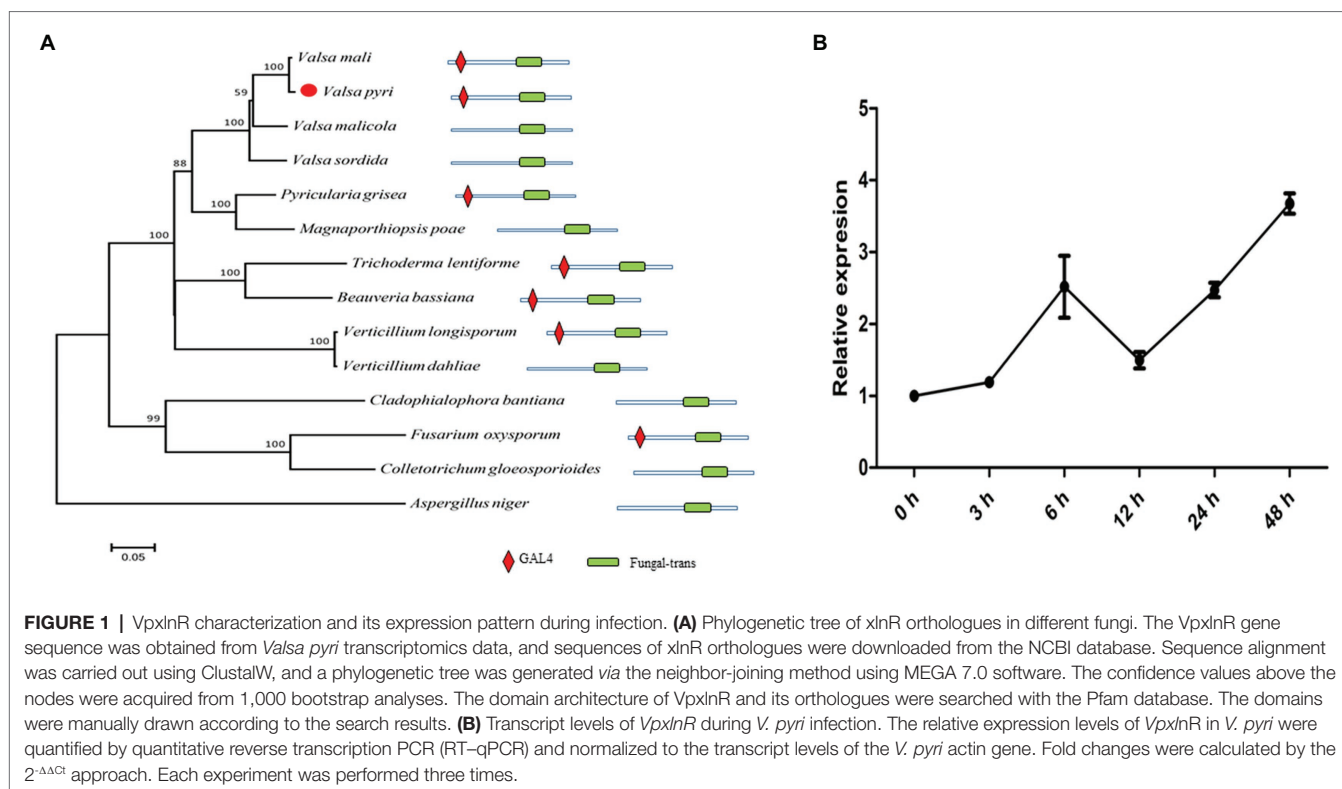 A
B
Valsa mali
100
Valsa pyri
59
100
Valsa malicola
Valsa sordida
88
Pyricularia grisea
100
Magnaporthiopsis poae
100
Trichoderma lentiforme
100
Beauveria bassiana
Verticillium longisporum
100
Verticillium dahliae
Cladophialophora bantiana
99
Fusarium oxysporum
100
Colletotrichum gloeosporioides
Aspergillus niger
0.05
GAL4
Fungal-trans
Relative expression
5
4
3
2
1
0
0 h
3 h
6 h
12 h
24 h
48 h
FIGURE 1 | VpxlnR characterization and its expression pattern during infection. (A) Phylogenetic tree of xlnR orthologues in different fungi. The VpxlnR gene
sequence was obtained from Valsa pyri transcriptomics data, and sequences of xlnR orthologues were downloaded from the NCBI database. Sequence alignment
was carried out using ClustalW, and a phylogenetic tree was generated via the neighbor-joining method using MEGA 7.0 software. The confidence values above the
nodes were acquired from 1,000 bootstrap analyses. The domain architecture of VpxlnR and its orthologues were searched with the Pfam database. The domains
were manually drawn according to the search results. (B) Transcript levels of VpxlnR during V. pyri infection. The relative expression levels of VpxlnR in V. pyri were
quantified by quantitative reverse transcription PCR (RT–qPCR) and normalized to the transcript levels of the V. pyri actin gene. Fold changes were calculated by the
2-ΔΔCt approach. Each experiment was performed three times.